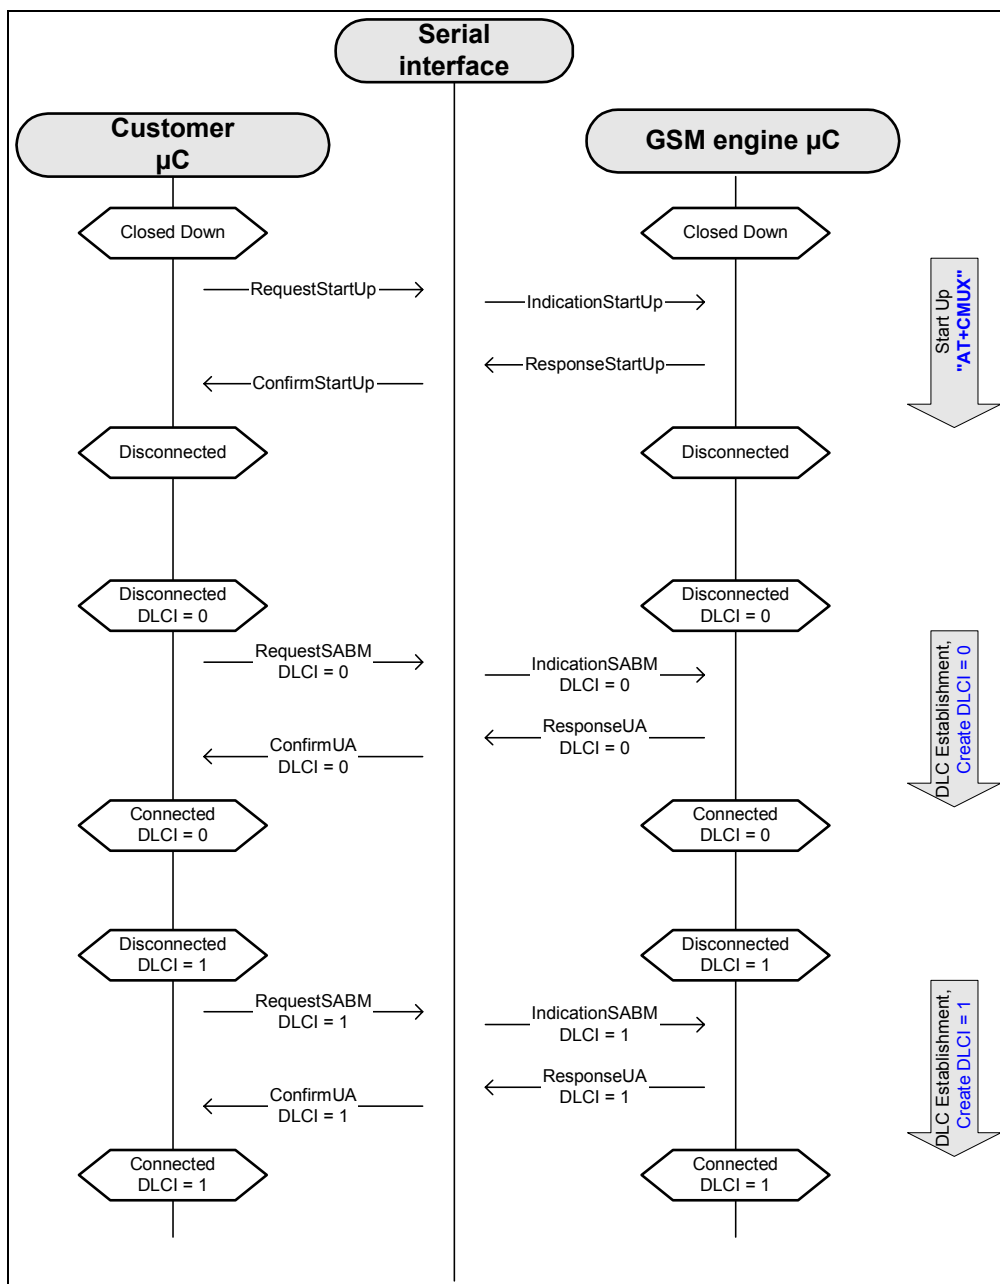 Serial
interface
Customer
µC
GSM engine µC
Closed Down
Closed Down
RequestStartUp
IndicationStartUp
ResponseStartUp
ConfirmStartUp
Start Up
"AT+CMUX"
Disconnected
Disconnected
Disconnected
DLCI = 0
Disconnected
DLCI = 0
RequestSABM
DLCI = 0
IndicationSABM
DLCI = 0
ResponseUA
DLCI = 0
ConfirmUA
DLCI = 0
DLC Establishment,
Create DLCI = 0
Connected
DLCI = 0
Connected
DLCI = 0
Disconnected
DLCI = 1
Disconnected
DLCI = 1
RequestSABM
DLCI = 1
IndicationSABM
DLCI = 1
ResponseUA
DLCI = 1
ConfirmUA
DLCI = 1
DLC Establishment,
Create DLCI = 1
Connected
DLCI = 1
Connected
DLCI = 1